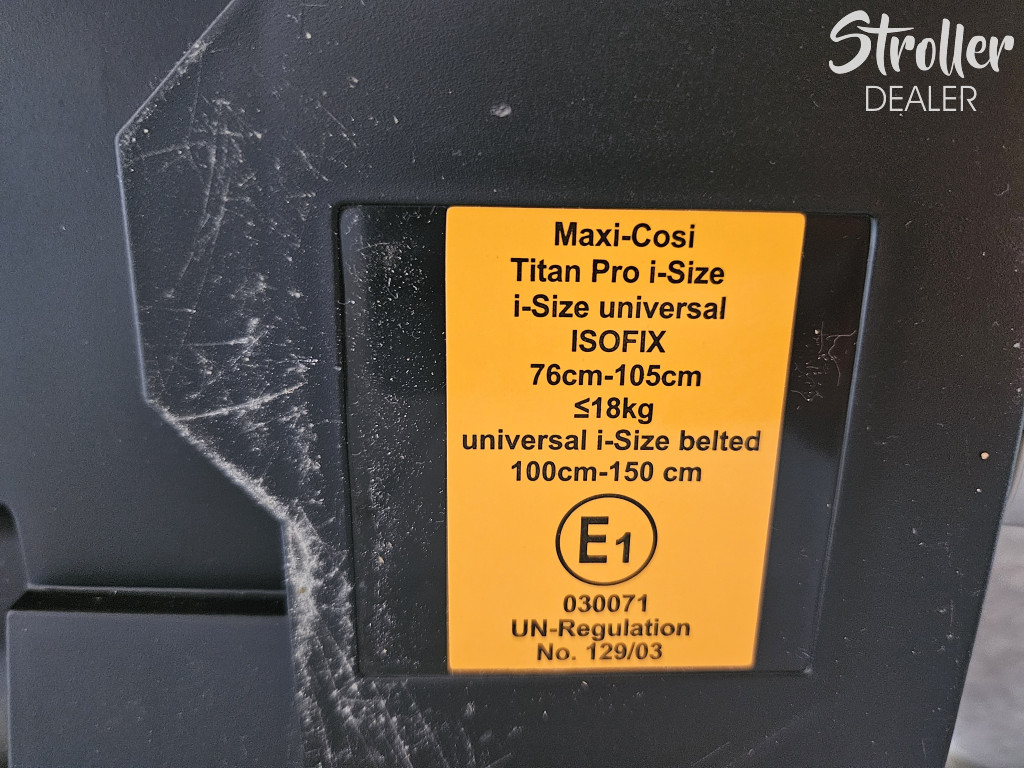 Stroller
DEALER
Maxi-Cosi
Titan Pro i-Size
i-Size universal
ISOFIX
76cm-105cm
≤18kg
universal i-Size belted
100cm-150 cm
E1
030071
UN-Regulation
No. 129/03